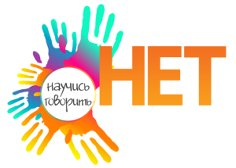 научись
говорить
НЕТ